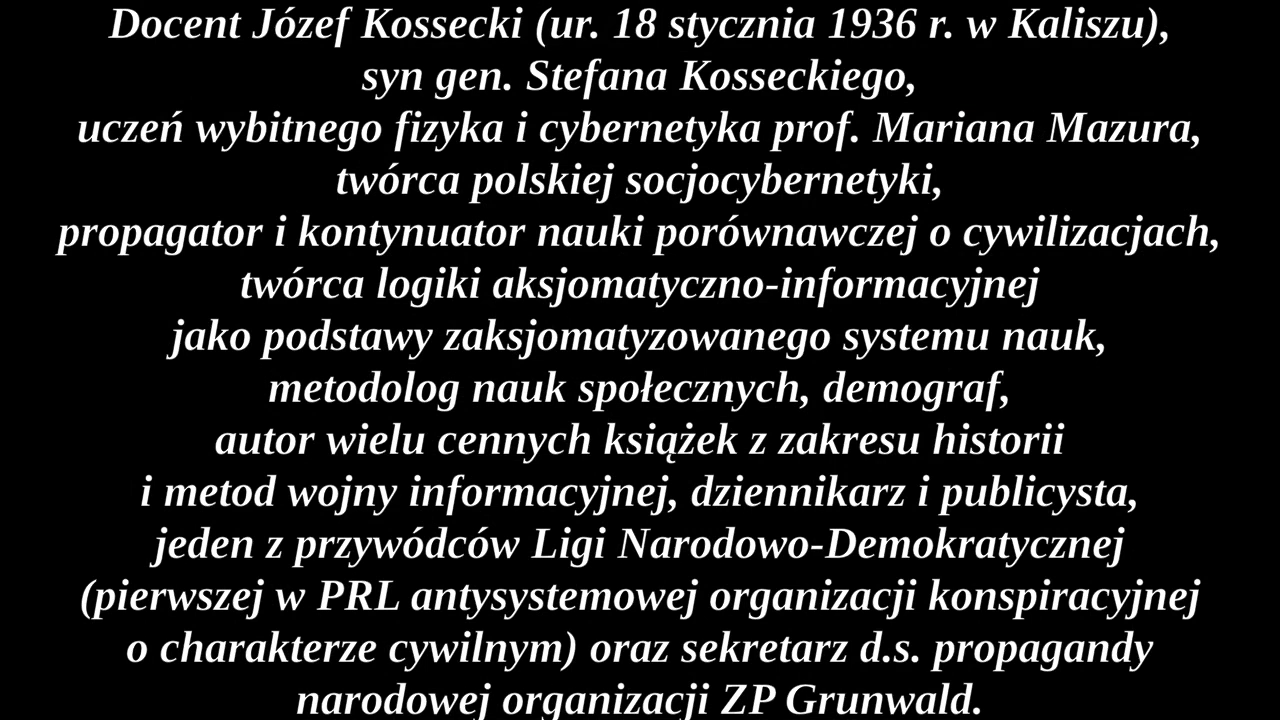 Docent Józef Kossecki (ur. 18 stycznia 1936 r. w Kaliszu),
syn gen. Stefana Kosseckiego,
uczeń wybitnego fizyka i cybernetyka prof. Mariana Mazura,
twórca polskiej socjocybernetyki,
propagator i kontynuator nauki porównawczej o cywilizacjach,
twórca logiki aksjomatyczno-informacyjnej
jako podstawy zaksjomatyzowanego systemu nauk,
metodolog nauk społecznych, demograf,
autor wielu cennych książek z zakresu historii
i metod wojny informacyjnej, dziennikarz i publicysta,
jeden z przywódców Ligi Narodowo-Demokratycznej
(pierwszej w PRL antysystemowej organizacji konspiracyjnej
o charakterze cywilnym) oraz sekretarz d.s. propagandy
narodowej organizacji ZP Grunwald.